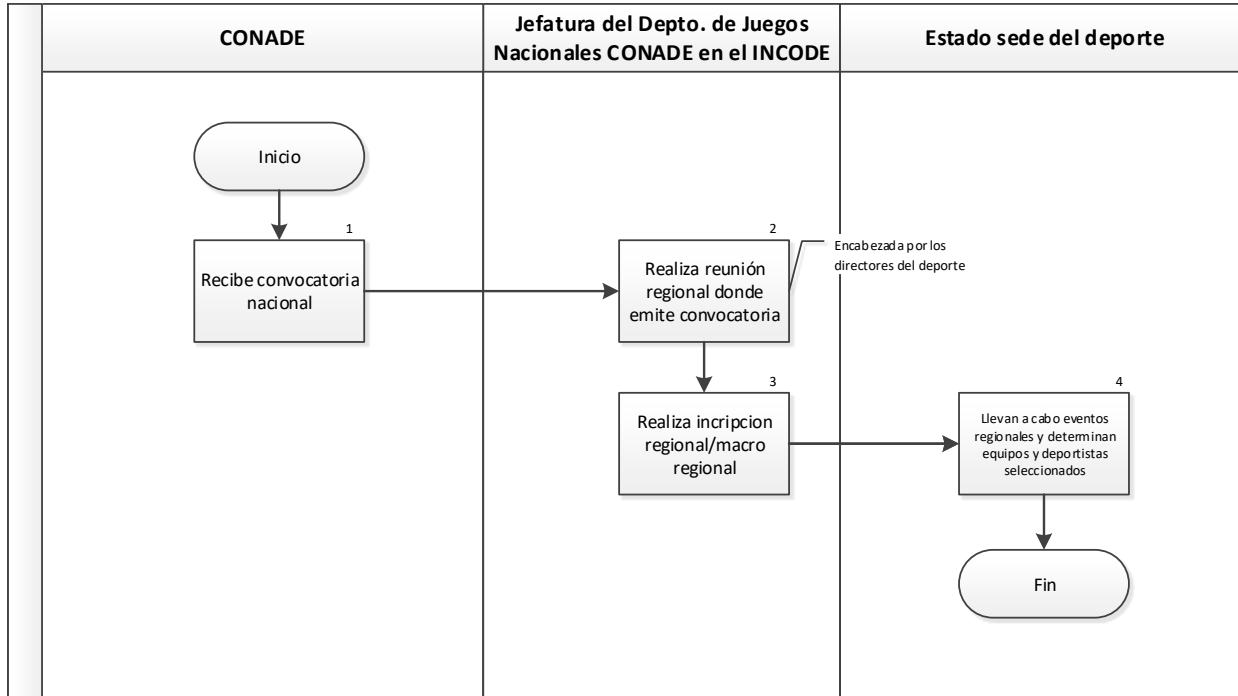 CONADE
Jefatura del Depto. de Juegos
Nacionales CONADE en el INCODE
Estado sede del deporte
Inicio
1
Recibe convocatoria
nacional
2
Realiza reunión
regional donde
emite convocatoria
Encabezada por los
directores del deporte
3
Realiza incripcion
regional/macro
regional
4
Llevan a cabo eventos
regionales y determinan
equipos y deportistas
seleccionados
Fin